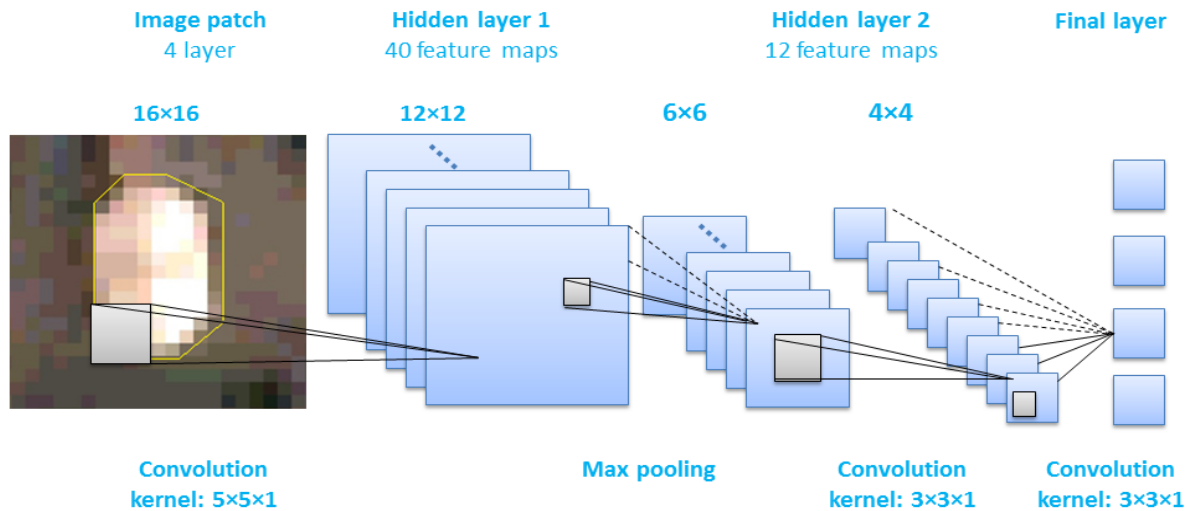 Image patch
4 layer
Hidden layer 1
40 feature maps
Hidden layer 2
12 feature maps
Final layer
16×16
12×12
6×6
4×4
Convolution
kernel: 5×5×1
Max pooling
Convolution
kernel: 3×3×1
Convolution
kernel: 3×3×1